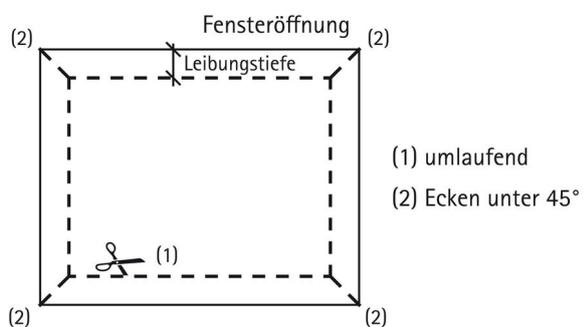 Fensteröffnung
(2) (2)
Leibungstiefe
(1) umlaufend
(2) Ecken unter 45°
(1)
(2) (2)